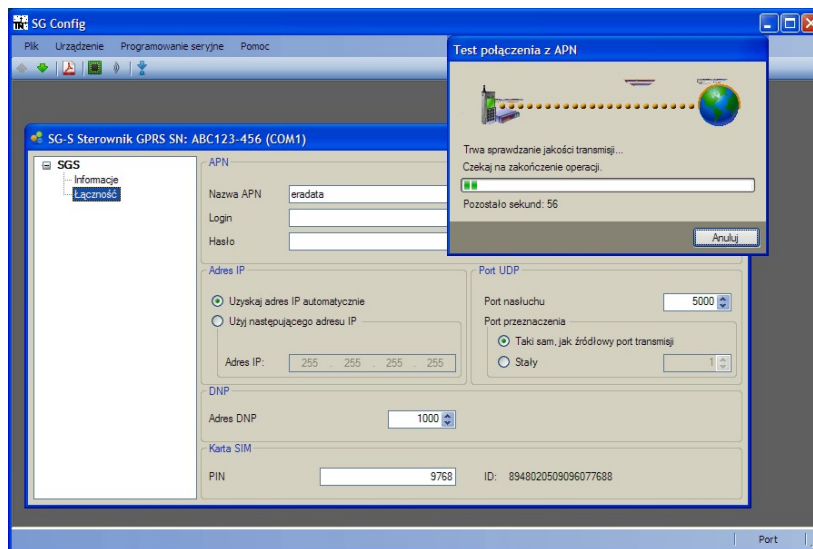 SG Config
Plik Urządzenie Programowanie seryjne Pomoc
Test połączenia z APN
Trwa sprawdzanie jakości transmisji...
Czekaj na zakończenie operacji.
Pozostało sekund: 56
Anuluj
SG-S Sterownik GPRS SN: ABC123-456 (COM1)
SGS
Informacje
Łączność
APN
Nazwa APN eradata
Login
Hasło
Adres IP
Uzyskaj adres IP automatycznie
Użyj następującego adresu IP
Adres IP: 255 . 255 . 255 . 255
Port UDP
Port nasłuchu 5000
Port przeznaczenia
Taki sam, jak źródłowy port transmisji
Stały 1
DNP
Adres DNP 1000
Karta SIM
PIN 9768 ID: 8948020509096077688
Port